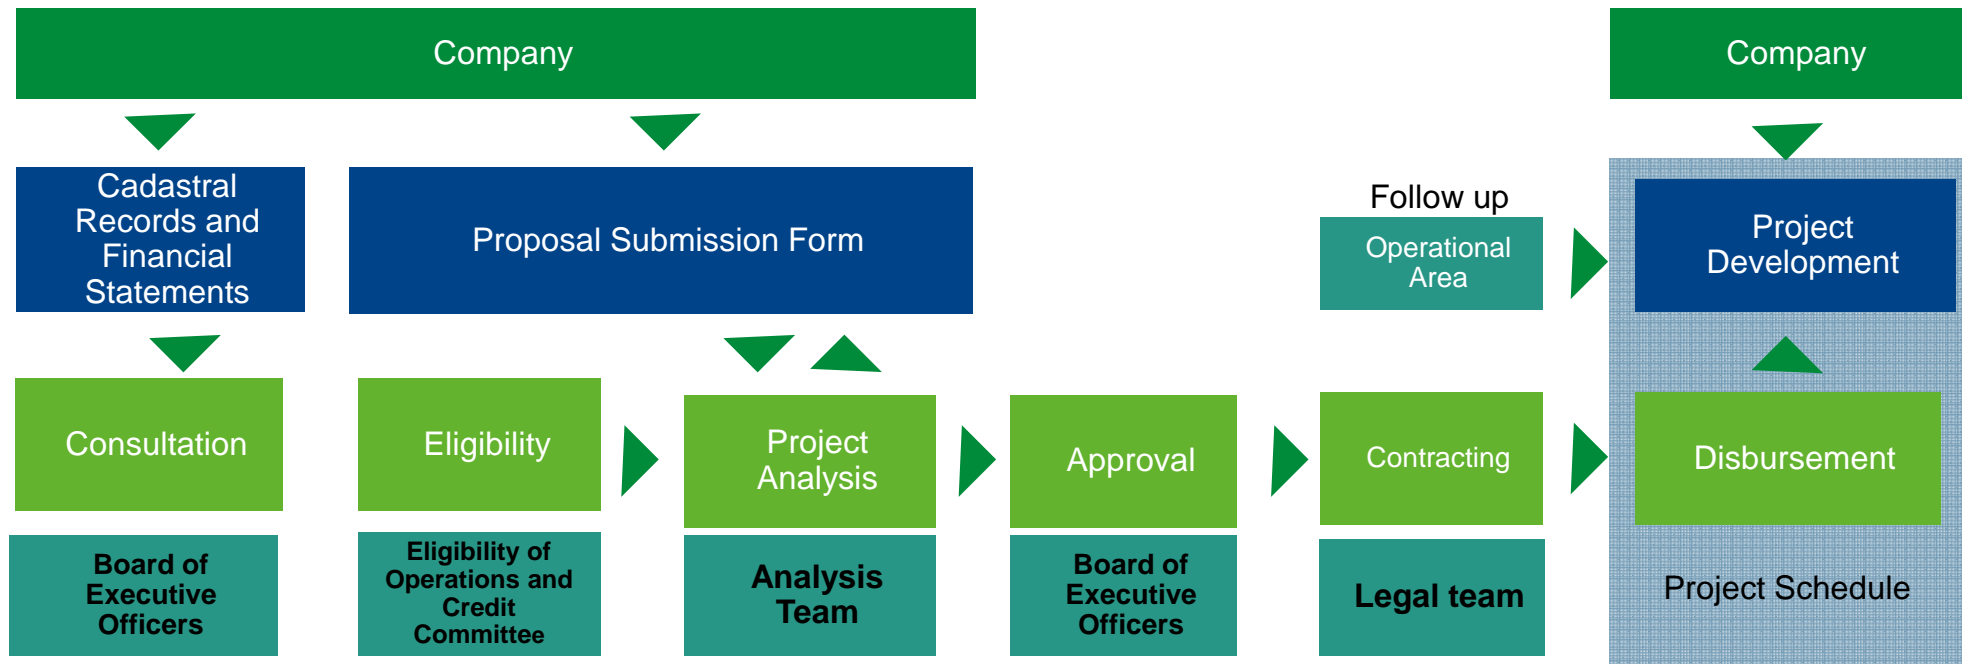 Company
Company
Cadastral
Records and
Financial
Statements
Proposal Submission Form
Follow up
Operational
Area
Project
Development
Consultation
Eligibility
Project
Analysis
Approval
Contracting
Disbursement
Board of
Executive
Officers
Eligibility of
Operations and
Credit
Committee
Analysis
Team
Board of
Executive
Officers
Legal team
Project Schedule